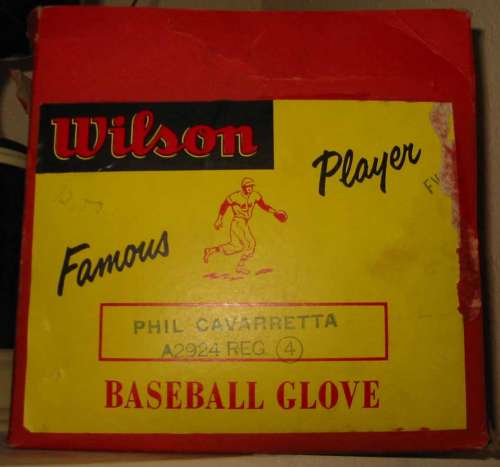 Wilson
Player
Famous
PHIL CAVARRETTA
A2924 REG. 4
BASEBALL GLOVE